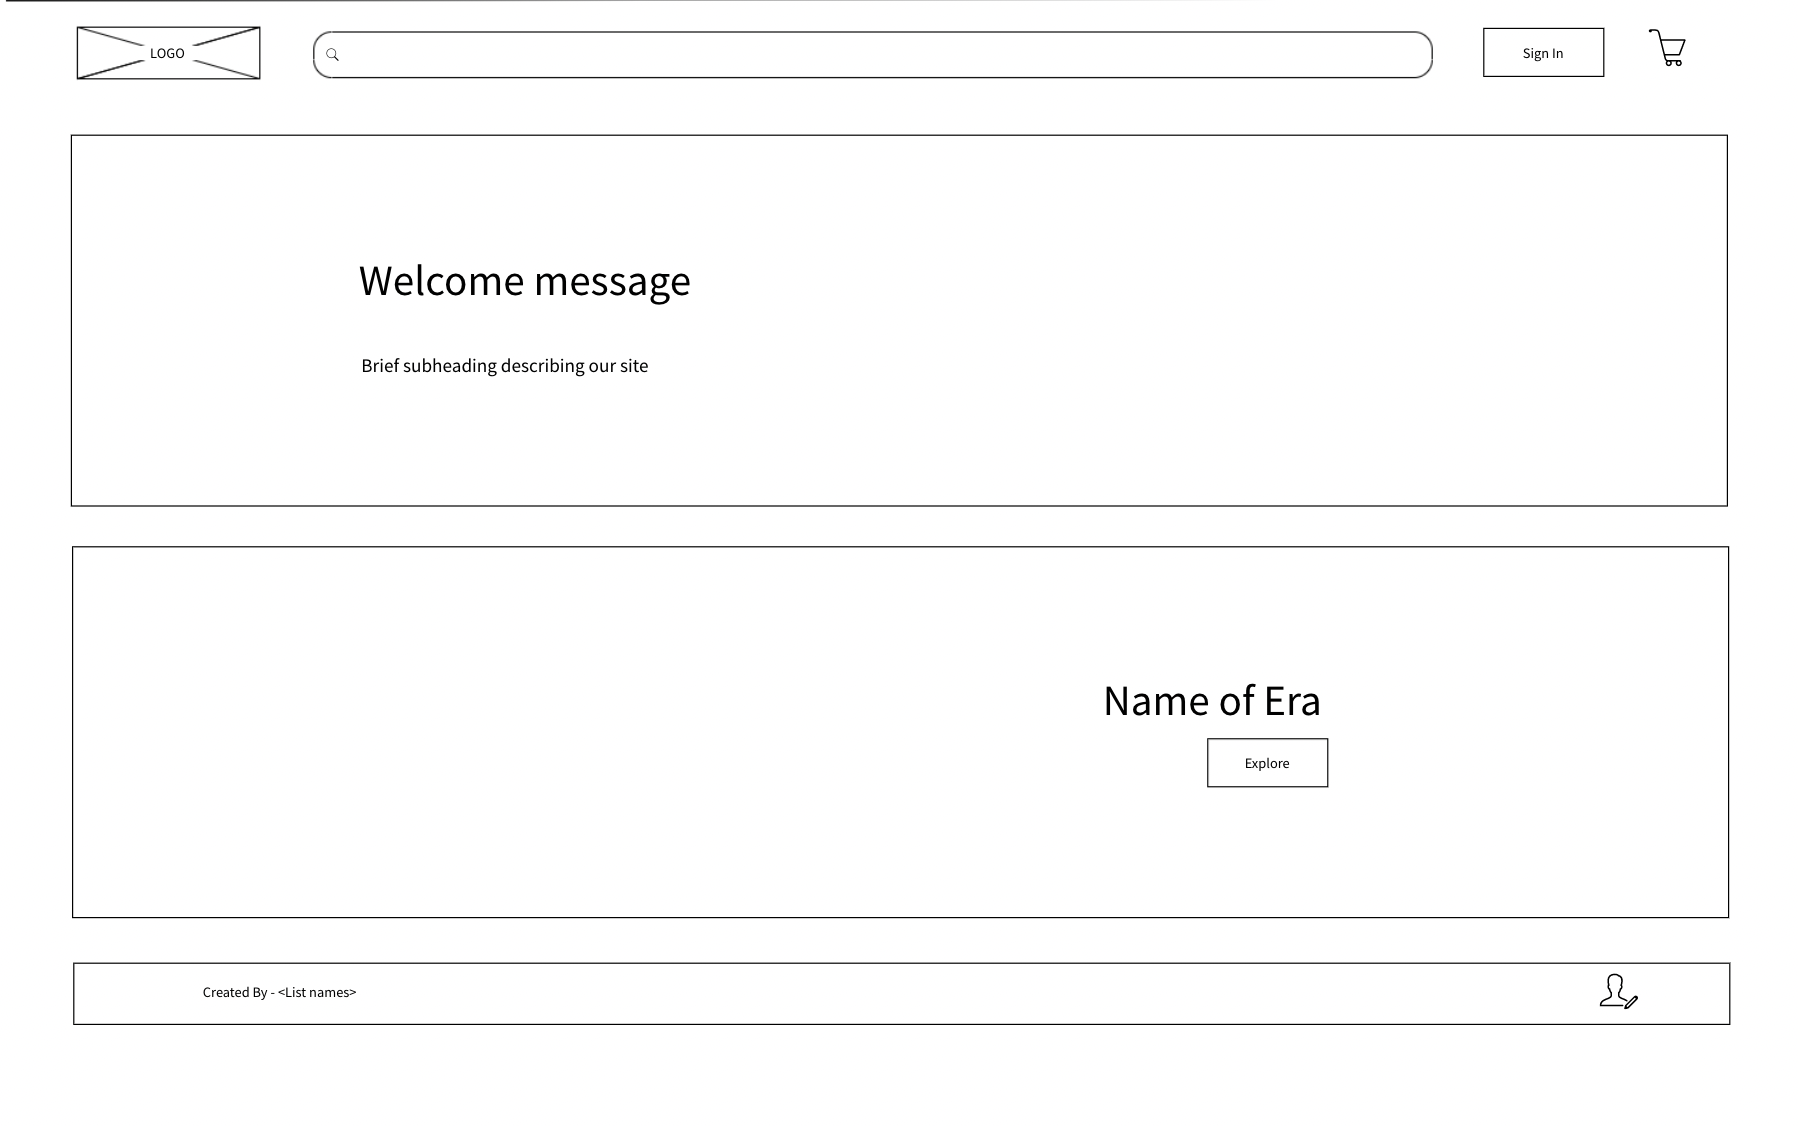 LOGO
Sign In
Welcome message
Brief subheading describing our site
Name of Era
Explore
Created By - <List names>